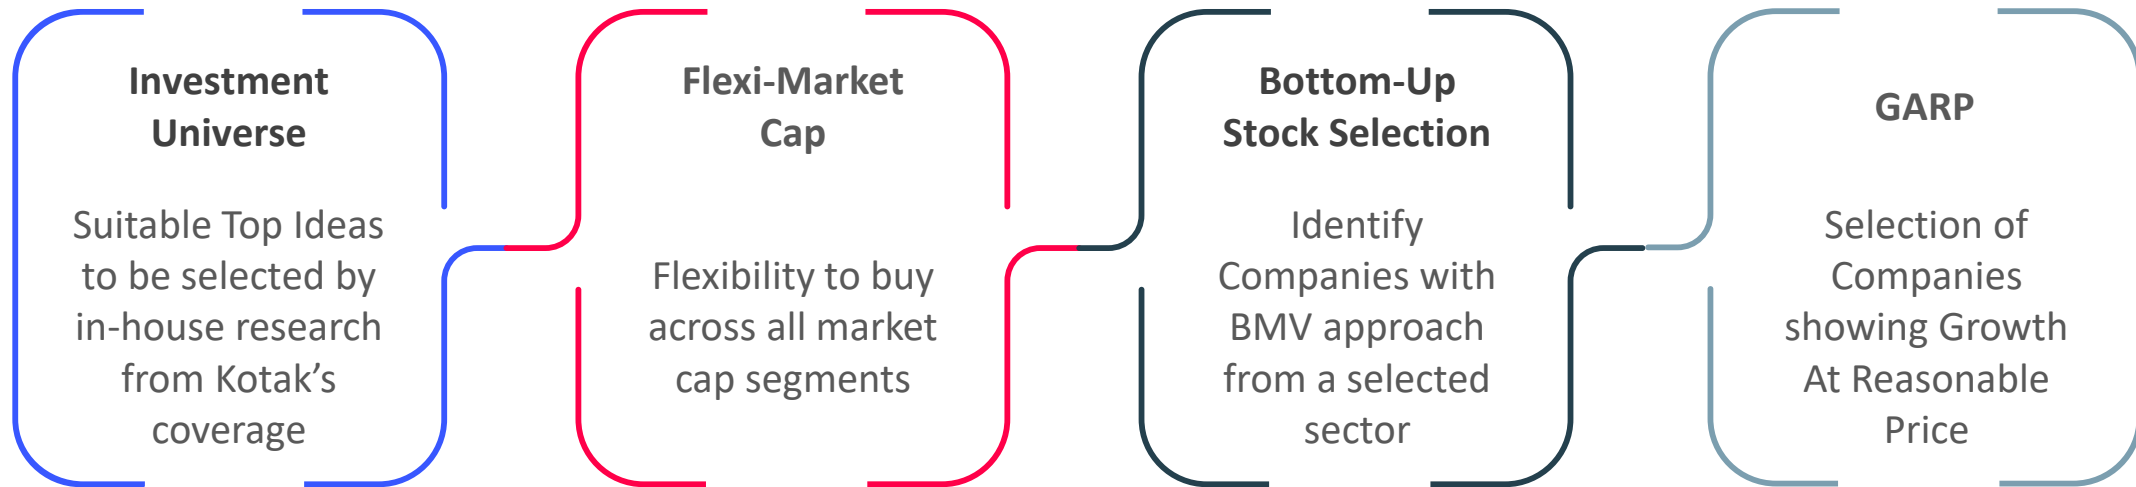 Investment
Universe
Suitable Top Ideas
to be selected by
in-house research
from Kotak’s
coverage
Flexi-Market
Cap
Flexibility to buy
across all market
cap segments
Bottom-Up
Stock Selection
Identify
Companies with
BMV approach
from a selected
sector
GARP
Selection of
Companies
showing Growth
At Reasonable
Price